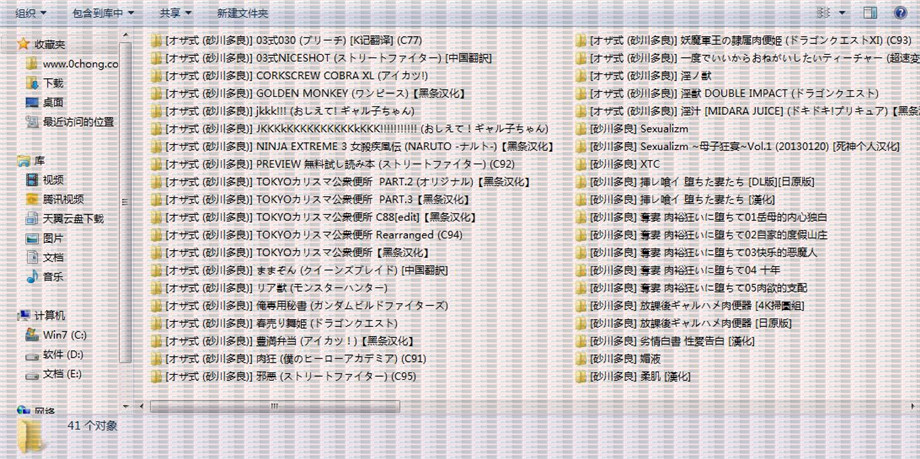 组织 包含到库中 共享 新建文件夹
收藏夹
www.0chong.co
下载
桌面
最近访问的位置
库
视频
腾讯视频
天翼云盘下载
图片
文档
音乐
计算机
Win7 (C:)
软件 (D:)
文档 (E:)
网络
[オザ式 (砂川多良)] 03式030 (ブリーチ) [K记翻译] (C77)
[オザ式 (砂川多良)] 03式NICESHOT (ストリートファイター) [中国翻訳]
[オザ式 (砂川多良)] CORKSCREW COBRA XL (アイカツ!)
[オザ式 (砂川多良)] GOLDEN MONKEY (ワンピース)【黑条汉化】
[オザ式 (砂川多良)] jkkk!!! (おしえて! ギャル子ちゃん)
[オザ式 (砂川多良)] (おしえて! ギャル子ちゃん)
[オザ式 (砂川多良)] NINJA EXTREME 3 女殺疾風伝 (NARUTO -ナルト-)【黑条汉化】
[オザ式 (砂川多良)] PREVIEW 無料試し読み本 (ストリートファイター) (C92)
[オザ式 (砂川多良)] TOKYOカリスマ公衆便所 PART.2 (オリジナル)【黑条汉化】
[オザ式 (砂川多良)] TOKYOカリスマ公衆便所 PART.3【黑条汉化】
[オザ式 (砂川多良)] TOKYOカリスマ公衆便所 C88[edit]【黑条汉化】
[オザ式 (砂川多良)] TOKYOカリスマ公衆便所 Rearranged (C94)
[オザ式 (砂川多良)] TOKYOカリスマ公衆便所【黑条汉化】
[オザ式 (砂川多良)] ままぞん (クイーンズブレイド) [中国翻訳]
[オザ式 (砂川多良)] リア獣 (モンスターハンター)
[オザ式 (砂川多良)] 俺専用秘書 (ガンダムビルドファイターズ)
[オザ式 (砂川多良)] 春売り舞姫 (ドラゴンクエスト)
[オザ式 (砂川多良)] 豊満弁当 (アイカツ！)【黑条汉化】
[オザ式 (砂川多良)] 肉狂 (僕のヒーローアカデミア) (C91)
[オザ式 (砂川多良)] 邪悪 (ストリートファイター) (C95)
[オザ式 (砂川多良)] 妖魔軍王の隷属肉便姫 (ドラゴンクエストXI) (C93)
[オザ式 (砂川多良)] 一度でいいからおねがいしたいティーチャー (超速变
[オザ式 (砂川多良)] 淫ノ獣
[オザ式 (砂川多良)] 淫獣 DOUBLE IMPACT (ドラゴンクエスト)
[オザ式 (砂川多良)] 淫汁 [MIDARA JUICE] (ドキドキ!プリキュア)【黑条
[砂川多良] Sexualizm
[砂川多良] Sexualizm ~母子狂宴~Vol.1 (20130120) [死神个人汉化]
[砂川多良] XTC
[砂川多良] 挿レ喰イ 堕ちた妻たち [DL版][日原版]
[砂川多良] 挿レ喰イ 堕ちた妻たち [漢化]
[砂川多良] 奪妻 肉裕狂いに堕ちて01岳母的内心独白
[砂川多良] 奪妻 肉裕狂いに堕ちて02自家的度假山庄
[砂川多良] 奪妻 肉裕狂いに堕ちて03快乐的恶魔人
[砂川多良] 奪妻 肉裕狂いに堕ちて04 十年
[砂川多良] 奪妻 肉裕狂いに堕ちて05肉欲的支配
[砂川多良] 放課後ギャルハメ肉便器 [4K掃圖組]
[砂川多良] 放課後ギャルハメ肉便器 [日原版]
[砂川多良] 劣情白書 性愛告白 [漢化]
[砂川多良] 媚液
[砂川多良] 柔肌 [漢化]
41 个对象